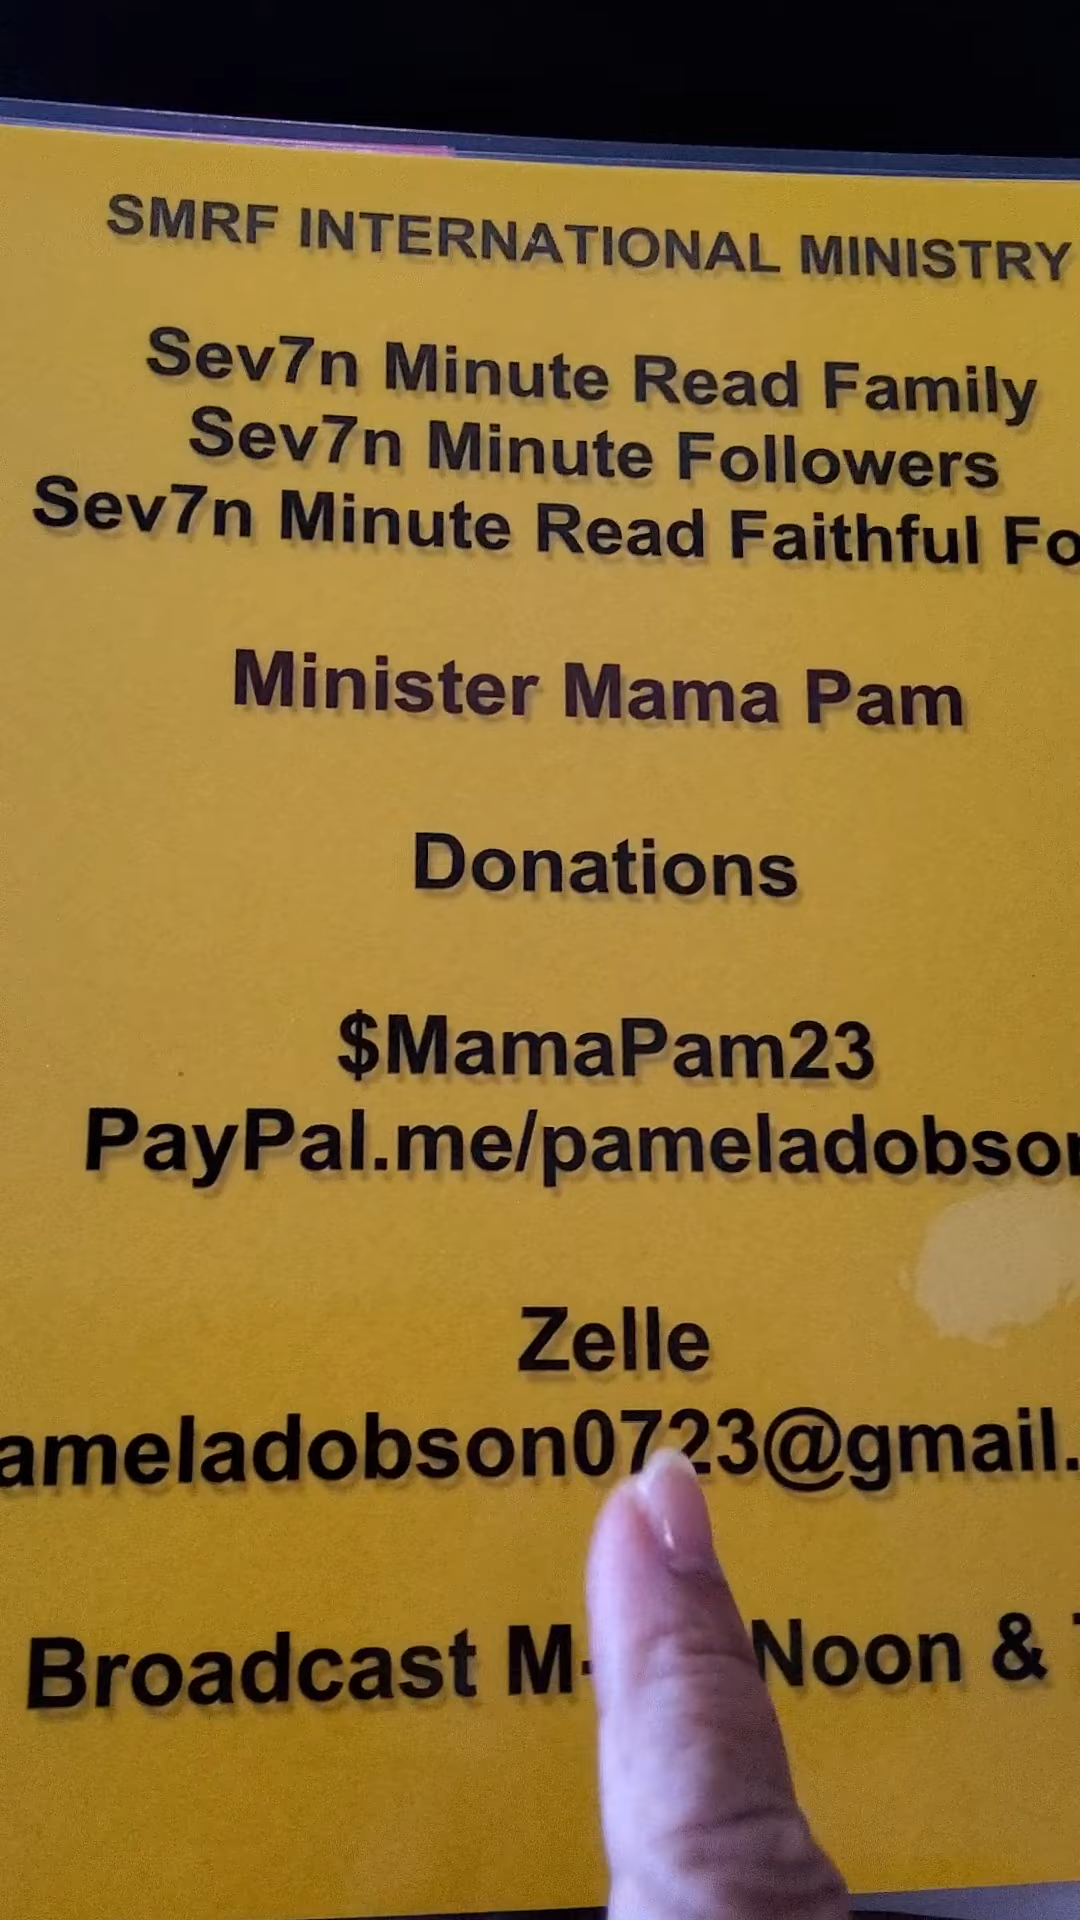 SMRF INTERNATIONAL MINISTRY
Sev7n Minute Read Family
Sev7n Minute Followers
Sev7n Minute Read Faithful Fo
Minister Mama Pam
Donations
$MamaPam23
PayPal.me/pameladobson
Zelle
ameladobson0723@gmail.
Broadcast M- Noon &